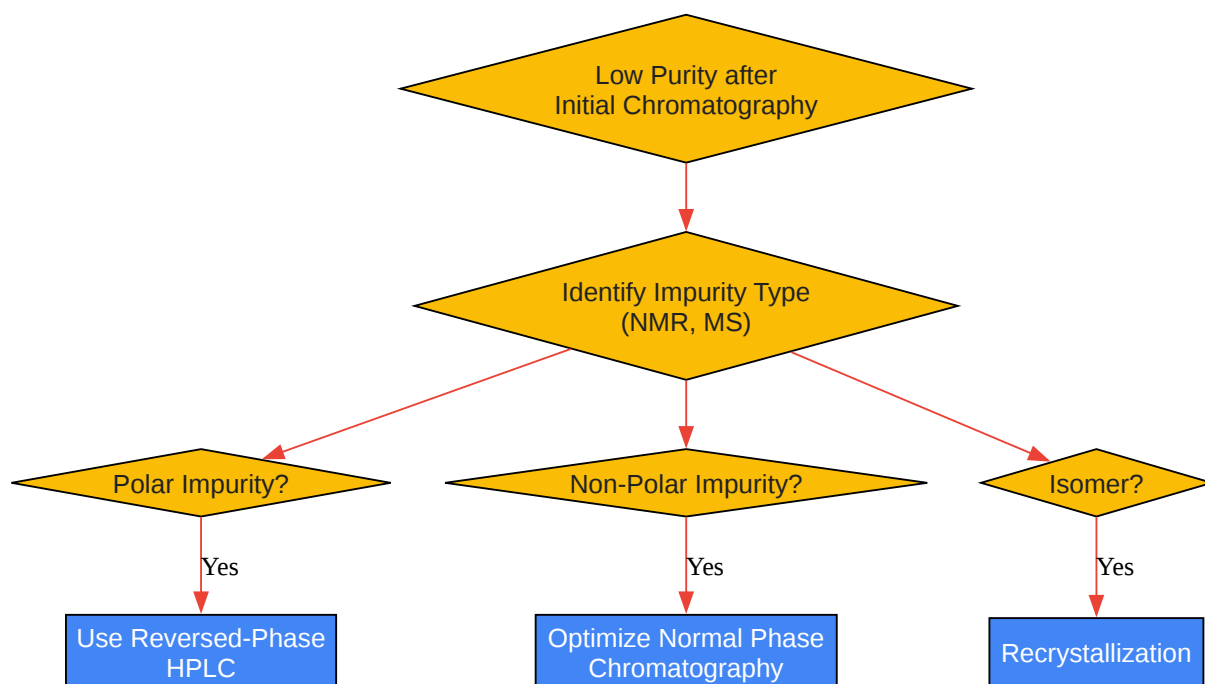 Low Purity after
Initial Chromatography
Identify Impurity Type
(NMR, MS)
Polar Impurity?
Non-Polar Impurity?
Isomer?
Yes
Yes
Yes
Use Reversed-Phase
HPLC
Optimize Normal Phase
Chromatography
Recrystallization